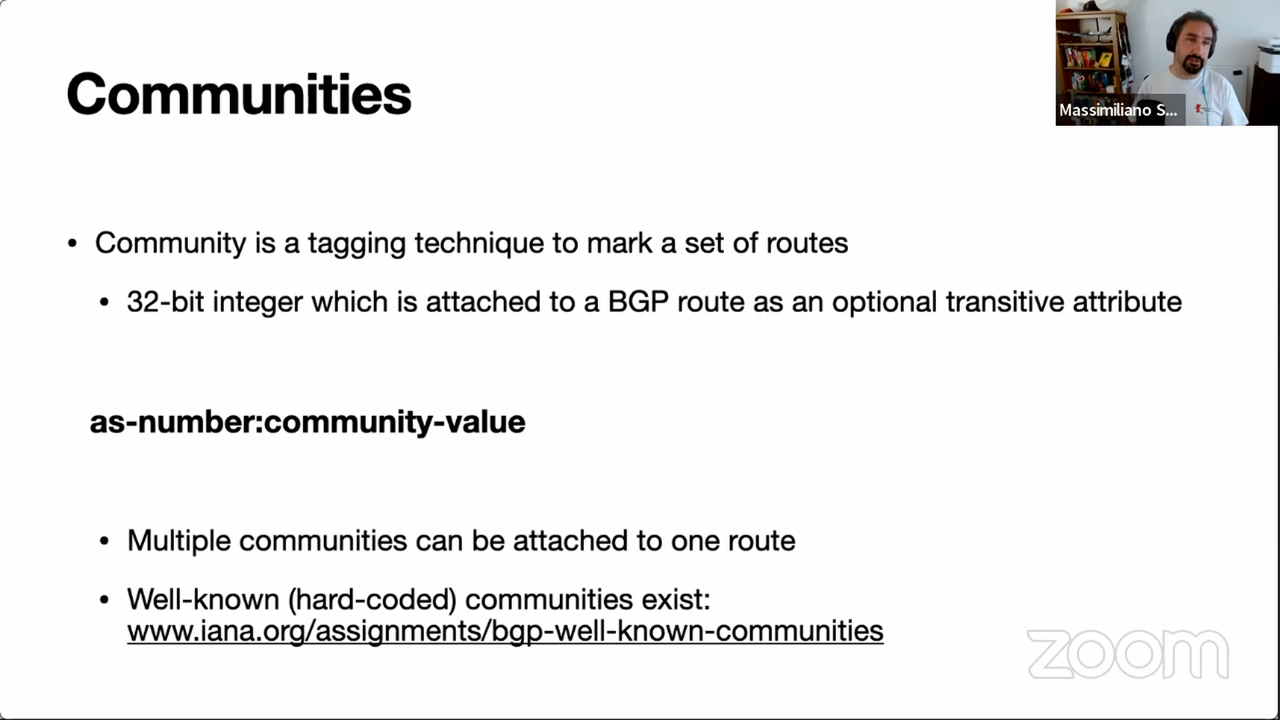 Communities
Massimiliano S...
• Community is a tagging technique to mark a set of routes
• 32-bit integer which is attached to a BGP route as an optional transitive attribute
as-number:community-value
• Multiple communities can be attached to one route
• Well-known (hard-coded) communities exist:
www.iana.org/assignments/bgp-well-known-communities
zoom